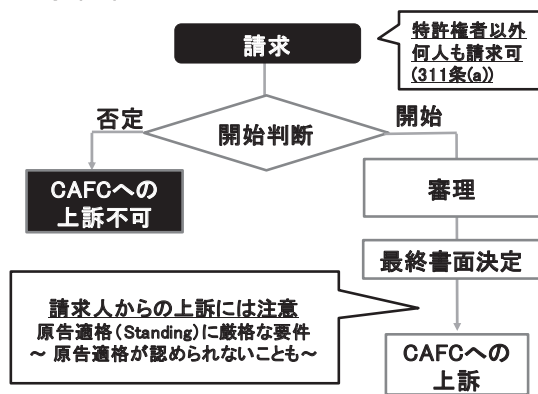 請求
特許権者以外
何人も請求可
(311条(a))
否定
開始
開始判断
CAFCへの
上訴不可
審理
最終書面決定
請求人からの上訴には注意
原告適格(Standing)に厳格な要件
～ 原告適格が認められないことも～
CAFCへの
上訴